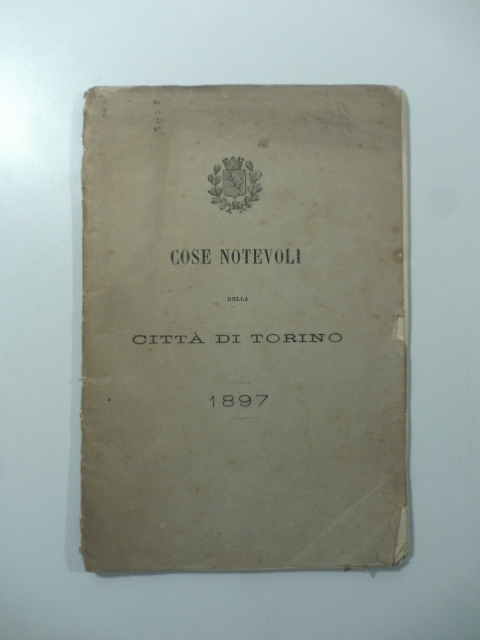 COSE NOTEVOLI
DELLA
CITTÀ DI TORINO
1897